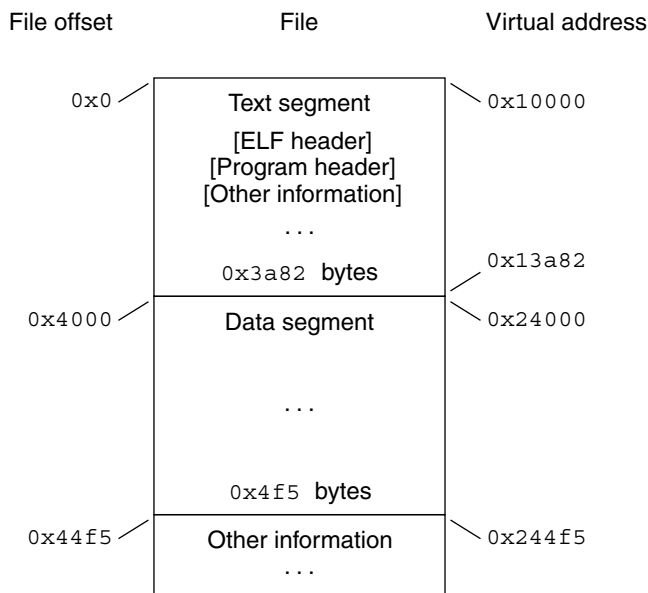 File offset File Virtual address
0x0 Text segment 0x10000
[ELF header]
[Program header]
[Other information]
. . .
0x13a82
0x3a82 bytes
0x4000 Data segment 0x24000
. . .
0x4f5 bytes
0x44f5 Other information 0x244f5
. . .